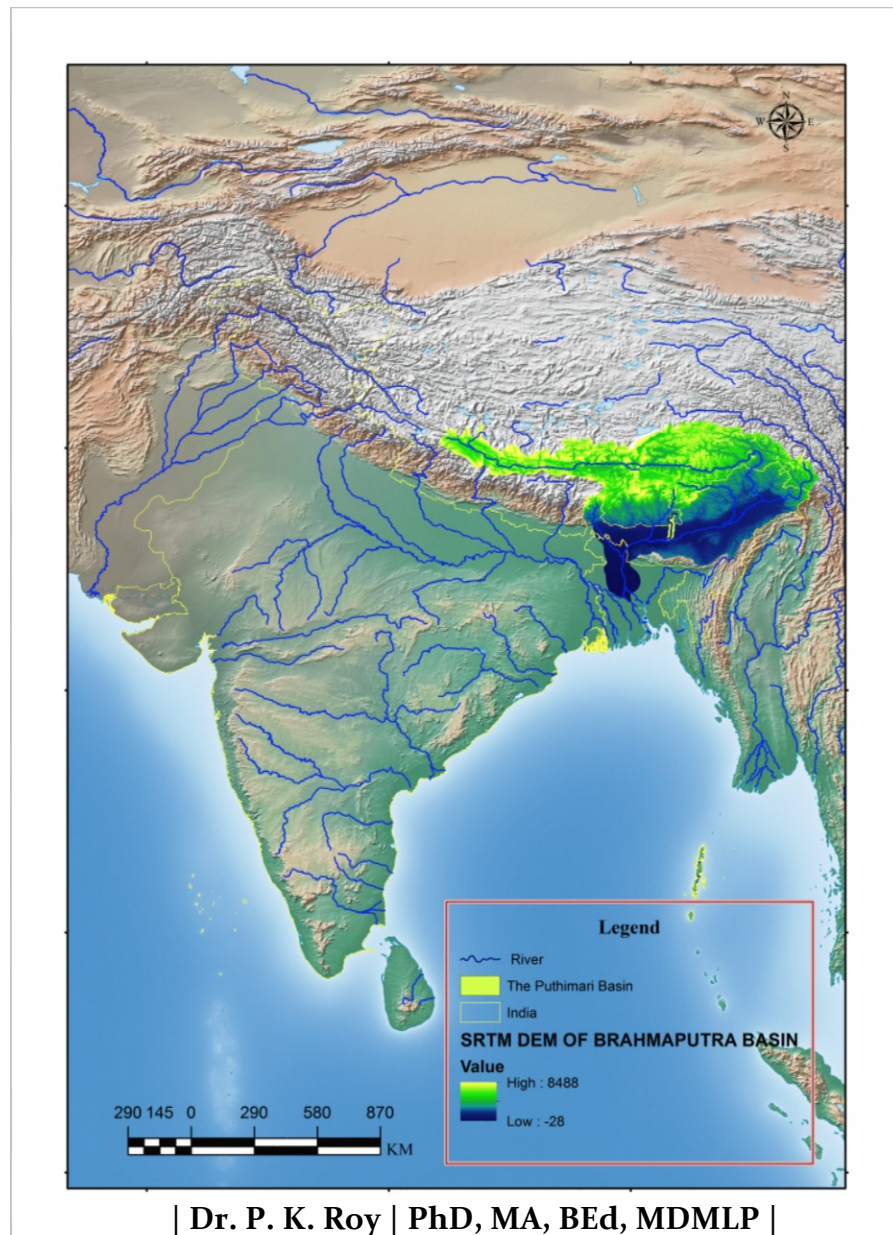 N
W E
S
Legend
River
The Puthimari Basin
India
SRTM DEM OF BRAHMAPUTRA BASIN
Value
High : 8488
Low : -28
290 145 0 290 580 870
KM
| Dr. P. K. Roy | PhD, MA, BEd, MDMLP |